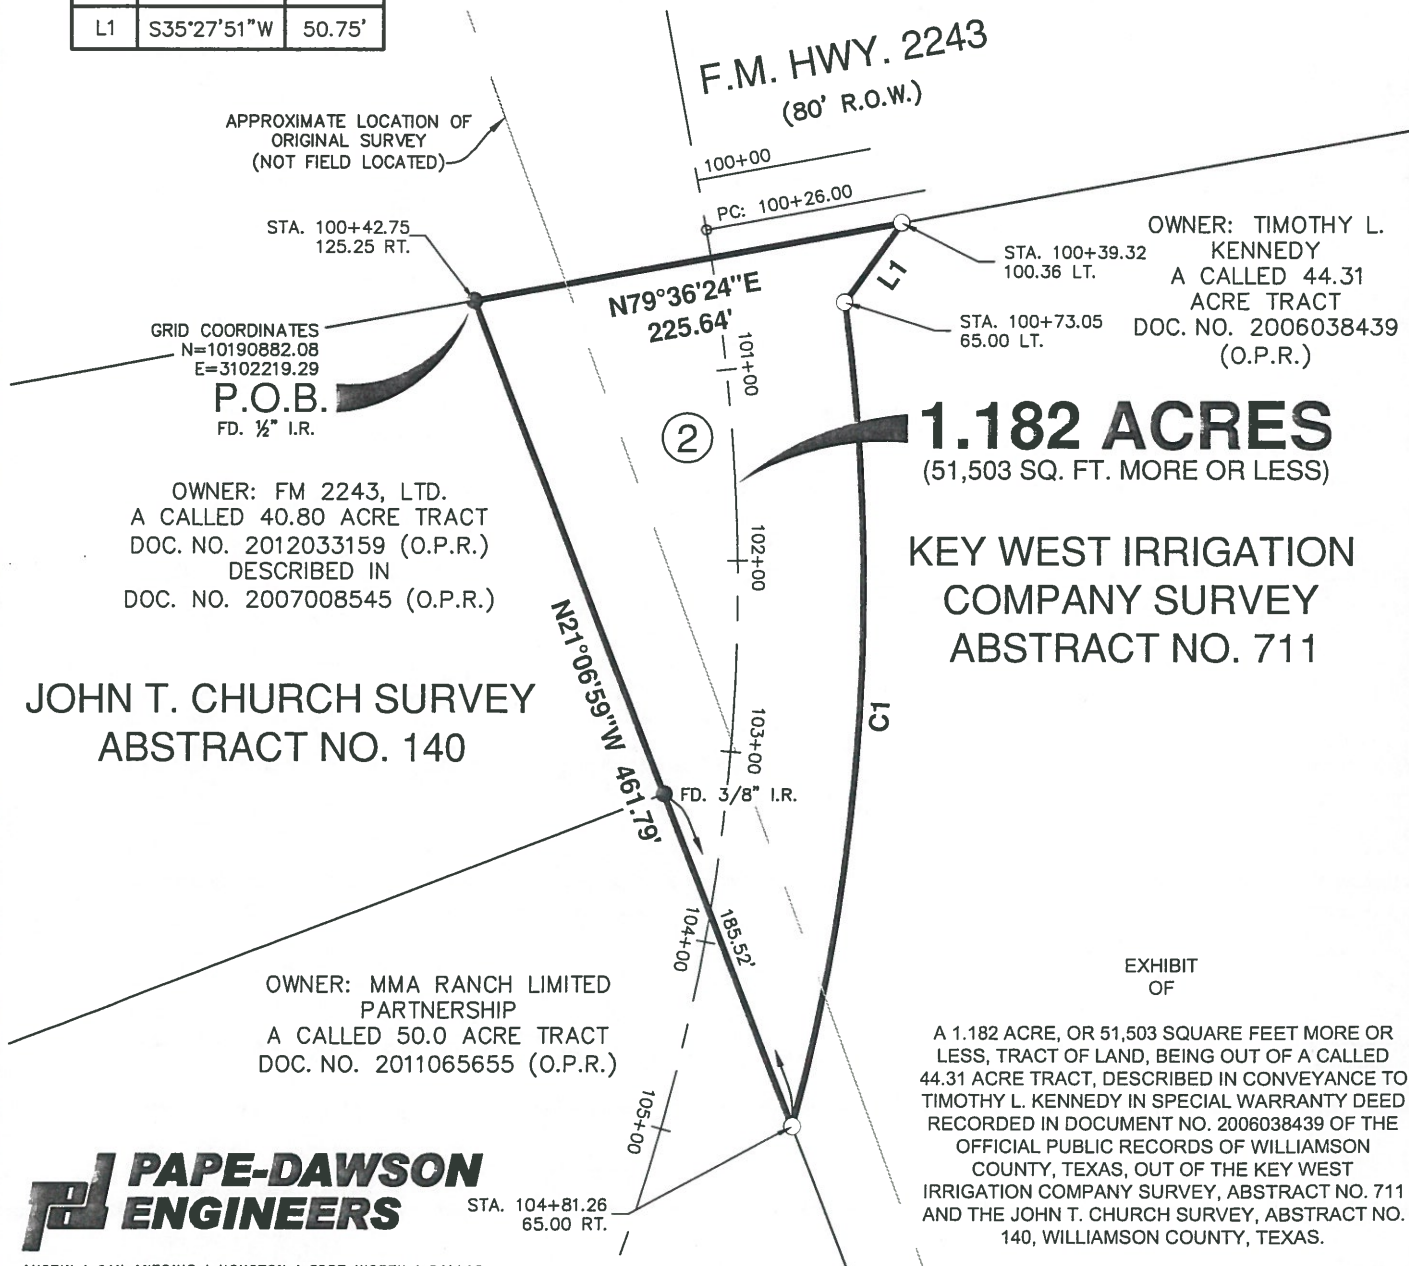 L1 S35°27'51"W 50.75'
F.M. HWY. 2243
(80' R.O.W.)
APPROXIMATE LOCATION OF
ORIGINAL SURVEY
(NOT FIELD LOCATED)
100+00
PC: 100+26.00
STA. 100+42.75
125.25 RT.
OWNER: TIMOTHY L.
KENNEDY
A CALLED 44.31
ACRE TRACT
DOC. NO. 2006038439
(O.P.R.)
STA. 100+39.32
100.36 LT.
L1
N79°36'24"E
225.64'
STA. 100+73.05
65.00 LT.
GRID COORDINATES
N=10190882.08
E=3102219.29
P.O.B.
FD. ½" I.R.
101+00
2
1.182 ACRES
(51,503 SQ. FT. MORE OR LESS)
OWNER: FM 2243, LTD.
A CALLED 40.80 ACRE TRACT
DOC. NO. 2012033159 (O.P.R.)
DESCRIBED IN
DOC. NO. 2007008545 (O.P.R.)
102+00
KEY WEST IRRIGATION
COMPANY SURVEY
ABSTRACT NO. 711
N21°06'59"W 461.79'
JOHN T. CHURCH SURVEY
ABSTRACT NO. 140
C1
103+00
FD. 3/8" I.R.
104+00
185.52'
OWNER: MMA RANCH LIMITED
PARTNERSHIP
A CALLED 50.0 ACRE TRACT
DOC. NO. 2011065655 (O.P.R.)
105+00
EXHIBIT
OF
A 1.182 ACRE, OR 51,503 SQUARE FEET MORE OR
LESS, TRACT OF LAND, BEING OUT OF A CALLED
44.31 ACRE TRACT, DESCRIBED IN CONVEYANCE TO
TIMOTHY L. KENNEDY IN SPECIAL WARRANTY DEED
RECORDED IN DOCUMENT NO. 2006038439 OF THE
OFFICIAL PUBLIC RECORDS OF WILLIAMSON
COUNTY, TEXAS, OUT OF THE KEY WEST
IRRIGATION COMPANY SURVEY, ABSTRACT NO. 711
AND THE JOHN T. CHURCH SURVEY, ABSTRACT NO.
140, WILLIAMSON COUNTY, TEXAS.
PAPE-DAWSON
ENGINEERS
STA. 104+81.26
65.00 RT.